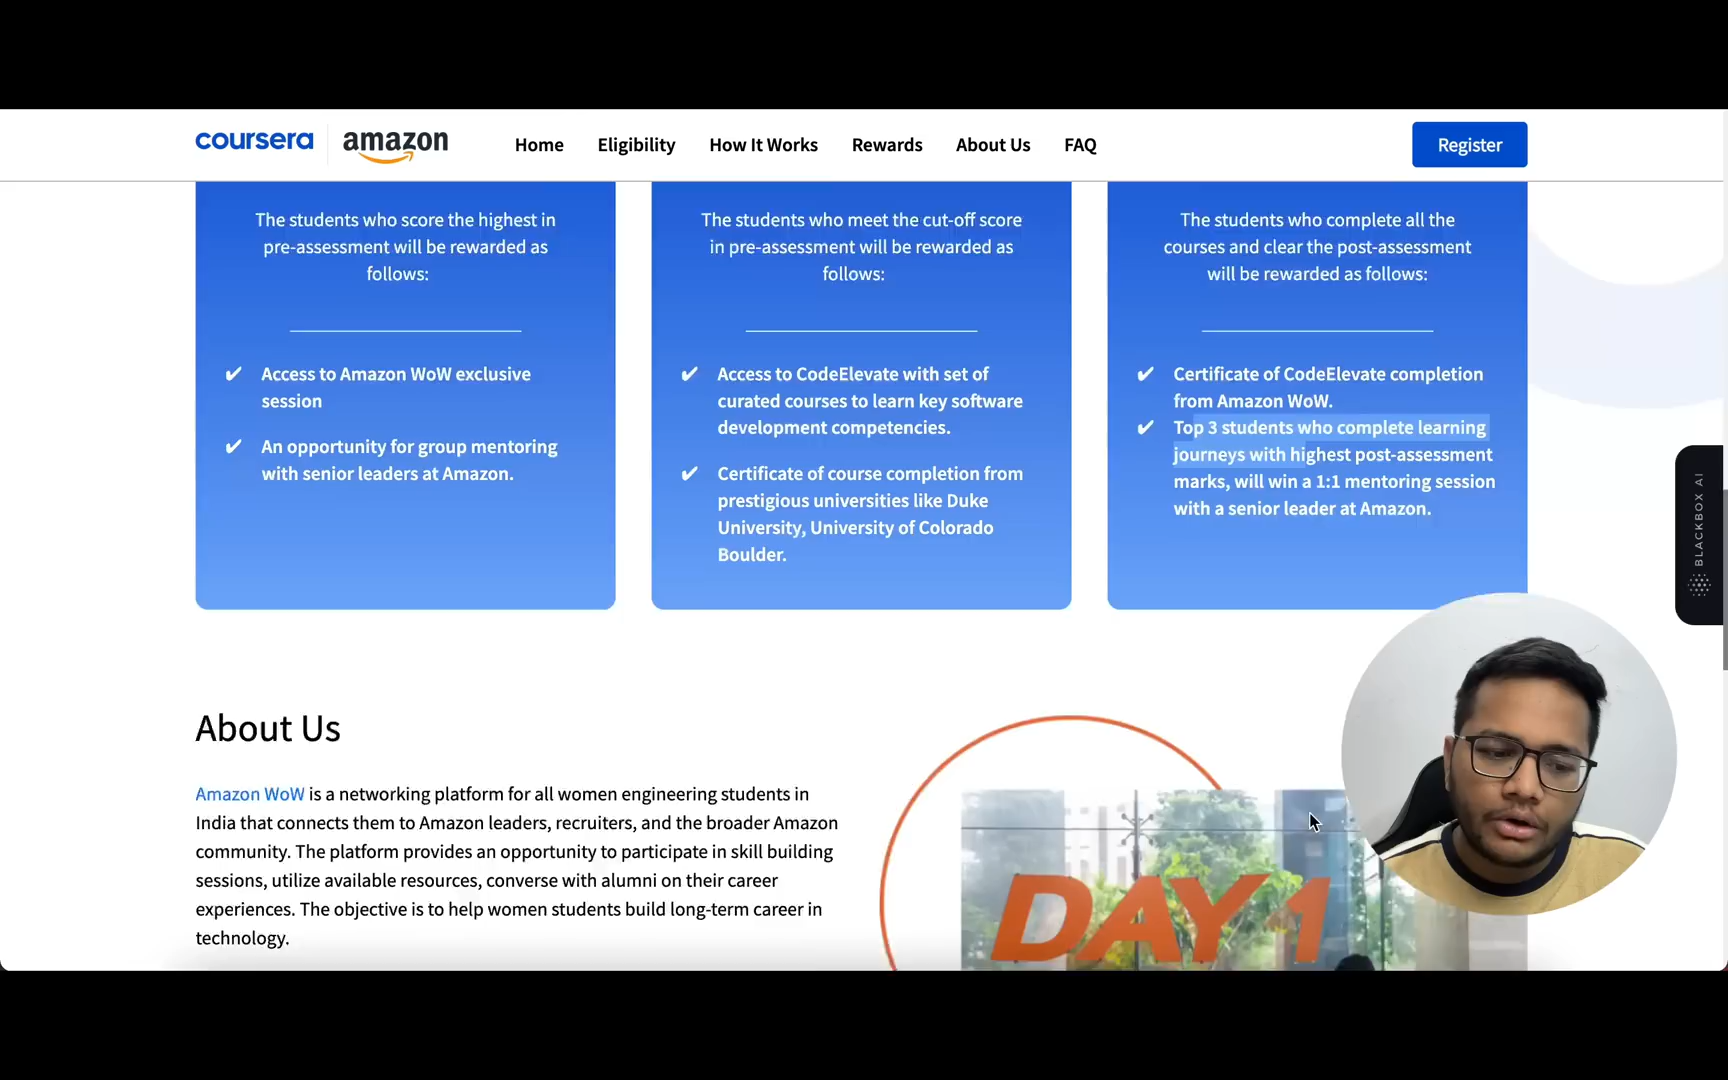 coursera
amazon
Home
Eligibility
How It Works
Rewards
About Us
FAQ
Register
The students who score the highest in
pre-assessment will be rewarded as
follows:
✔ Access to Amazon WoW exclusive
session
✔ An opportunity for group mentoring
with senior leaders at Amazon.
The students who meet the cut-off score
in pre-assessment will be rewarded as
follows:
✔ Access to CodeElevate with set of
curated courses to learn key software
development competencies.
✔ Certificate of course completion from
prestigious universities like Duke
University, University of Colorado
Boulder.
The students who complete all the
courses and clear the post-assessment
will be rewarded as follows:
✔ Certificate of CodeElevate completion
from Amazon WoW.
✔ Top 3 students who complete learning
journeys with highest post-assessment
marks, will win a 1:1 mentoring session
with a senior leader at Amazon.
BLACKBOX AI
About Us
Amazon WoW is a networking platform for all women engineering students in
India that connects them to Amazon leaders, recruiters, and the broader Amazon
community. The platform provides an opportunity to participate in skill building
sessions, utilize available resources, converse with alumni on their career
experiences. The objective is to help women students build long-term career in
technology.
DAY 1